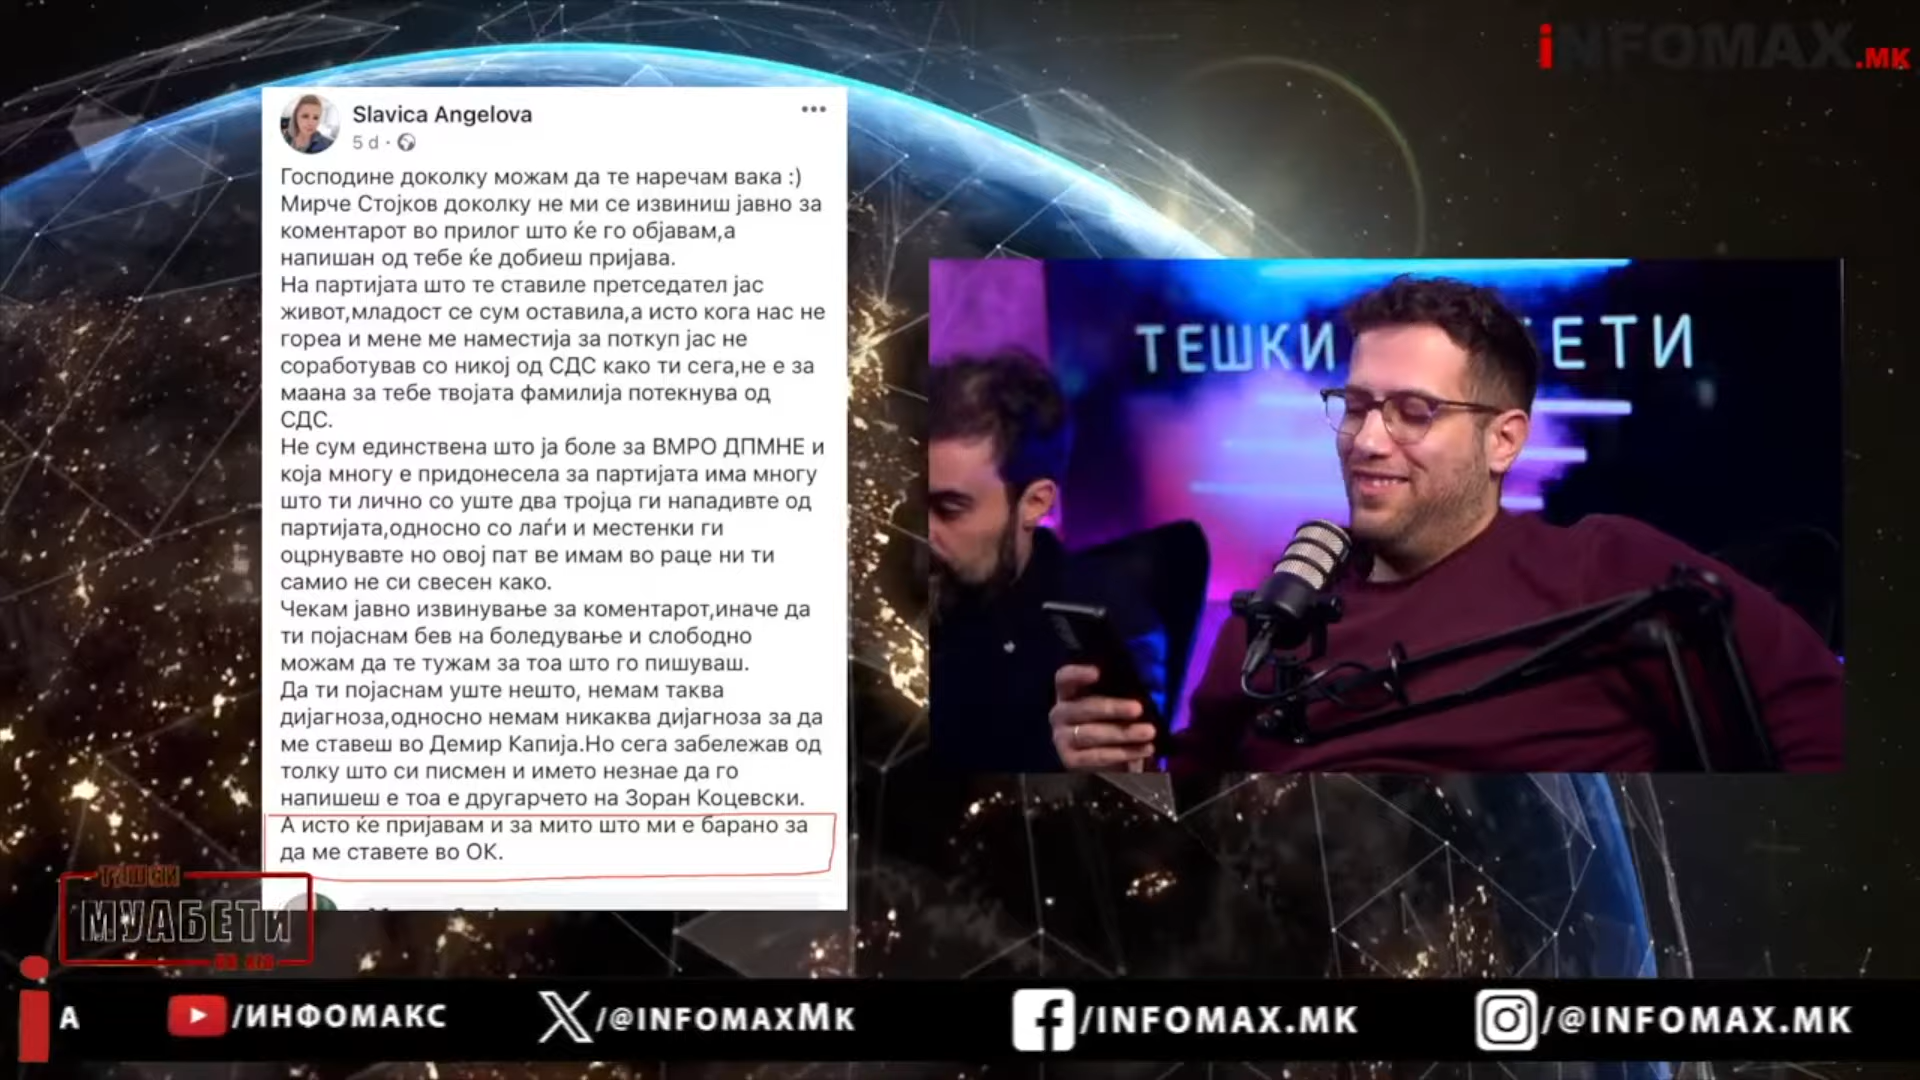 iNFOMAX.MK
Slavica Angelova
5 d
Господине доколку можам да те наречам вака :)
Мирче Стојков доколку не ми се извиниш јавно за
коментарот во прилог што ќе го објавам,а
напишан од тебе ќе добиеш пријава.
На партијата што те ставиле претседател јас
живот,младост се сум оставила,а исто кога нас не
гореа и мене ме наместија за поткуп јас не
соработував со никој од СДС како ти сега,не е за
маана за тебе твојата фамилија потекнува од
СДС.
Не сум единствена што ја боле за ВМРО ДПМНЕ и
која многу е придонесела за партијата има многу
што ти лично со уште два тројца ги нападивте од
партијата,односно со лаѓи и местенки ги
оцрнувавте но овој пат ве имам во раце ни ти
самио не си свесен како.
Чекам јавно извинување за коментарот,иначе да
ти појаснам бев на боледување и слободно
можам да те тужам за тоа што го пишуваш.
Да ти појаснам уште нешто, немам таква
дијагноза,односно немам никаква дијагноза за да
ме ставеш во Демир Капија.Но сега забележав од
толку што си писмен и името незнае да го
напишеш е тоа е другарчето на Зоран Коцевски.
А исто ќе пријавам и за мито што ми е барано за
да ме ставете во ОК.
ТЕШКИ ЕТИ
ТЕШКИ
МУАБЕТИ
А
/ИНФОМАКС
/@INFOMAXMK
/INFOMAX.MK
/@INFOMAX.MK